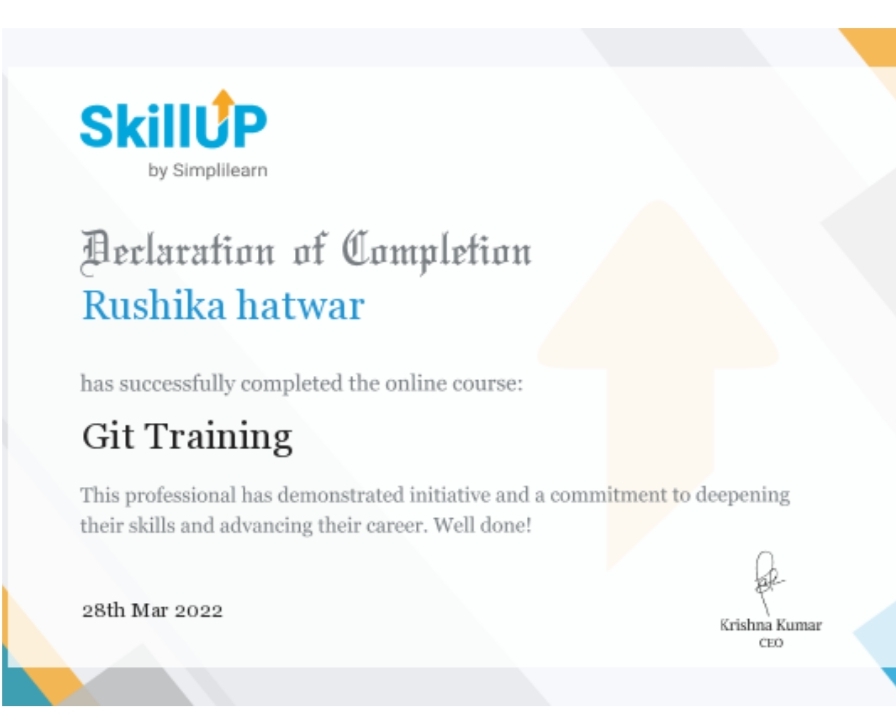 SkillUP
by Simplilearn
Declaration of Completion
Rushika hatwar
has successfully completed the online course:
Git Training
This professional has demonstrated initiative and a commitment to deepening
their skills and advancing their career. Well done!
28th Mar 2022
Krishna Kumar
CEO